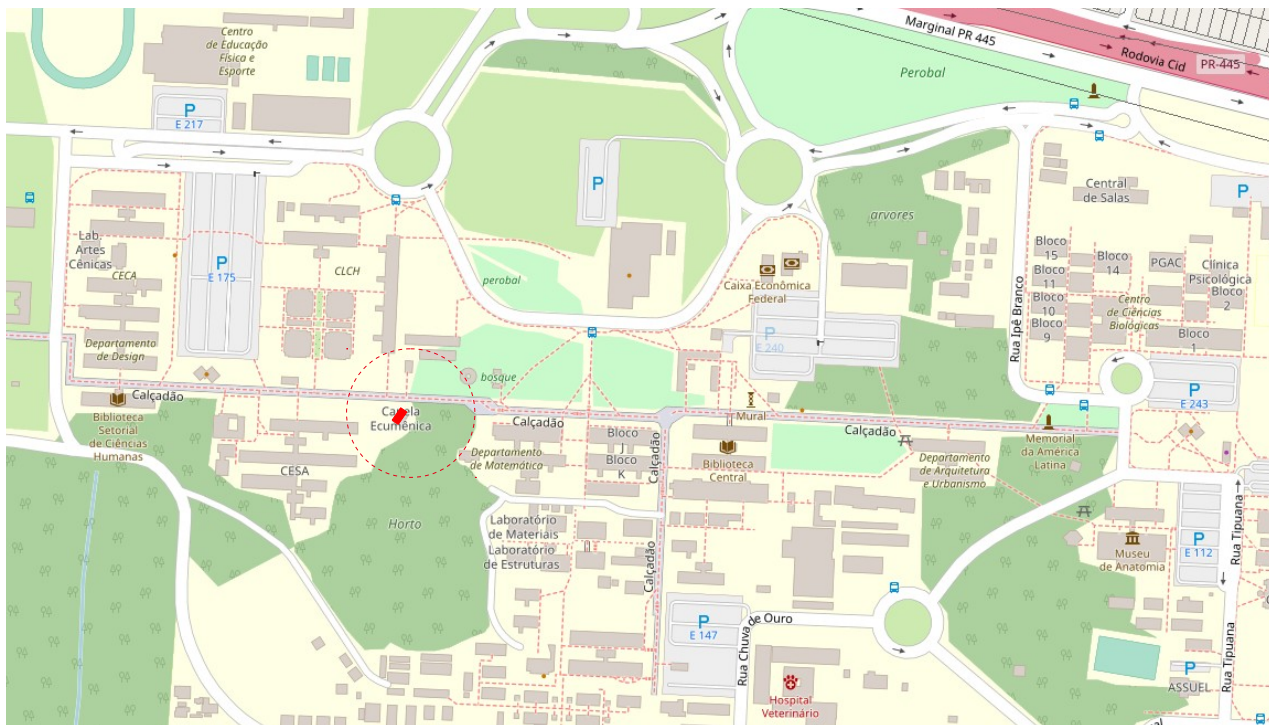 Centro
de Educação
Física e
Esporte
P
E 217
Marginal PR 445
Rodovia Cid
PR-445
Perobal
P
arvores
Central
de Salas
P
Lab.
Artes
Cênicas
CECA
P
E 175
CLCH
perobal
Caixa Econômica
Federal
Rua Ipê Branco
Bloco
15
Bloco
11
Bloco
10
Bloco
9
Bloco
14
PGAC
Clínica
Psicológica
Bloco
2
Centro
de Ciências
Biológicas
Bloco
1
P
E 240
Departamento
de Design
bosque
P
E 243
Calçadão
Biblioteca
Setorial
de Ciências
Humanas
Capela
Ecumênica
Calçadão
Mural
Calçadão
Memorial
da América
Latina
CESA
Departamento
de Matemática
Bloco
J
Bloco
K
Calçadão
Biblioteca
Central
Departamento
de Arquitetura
e Urbanismo
Horto
Laboratório
de Materiais
Laboratório
de Estruturas
Calçadão
Museu
de Anatomia
P
E 112
Rua Tipuana
P
E 147
Rua Chuva de Ouro
Hospital
Veterinário
P
ASSUEL
Rua Tipuana